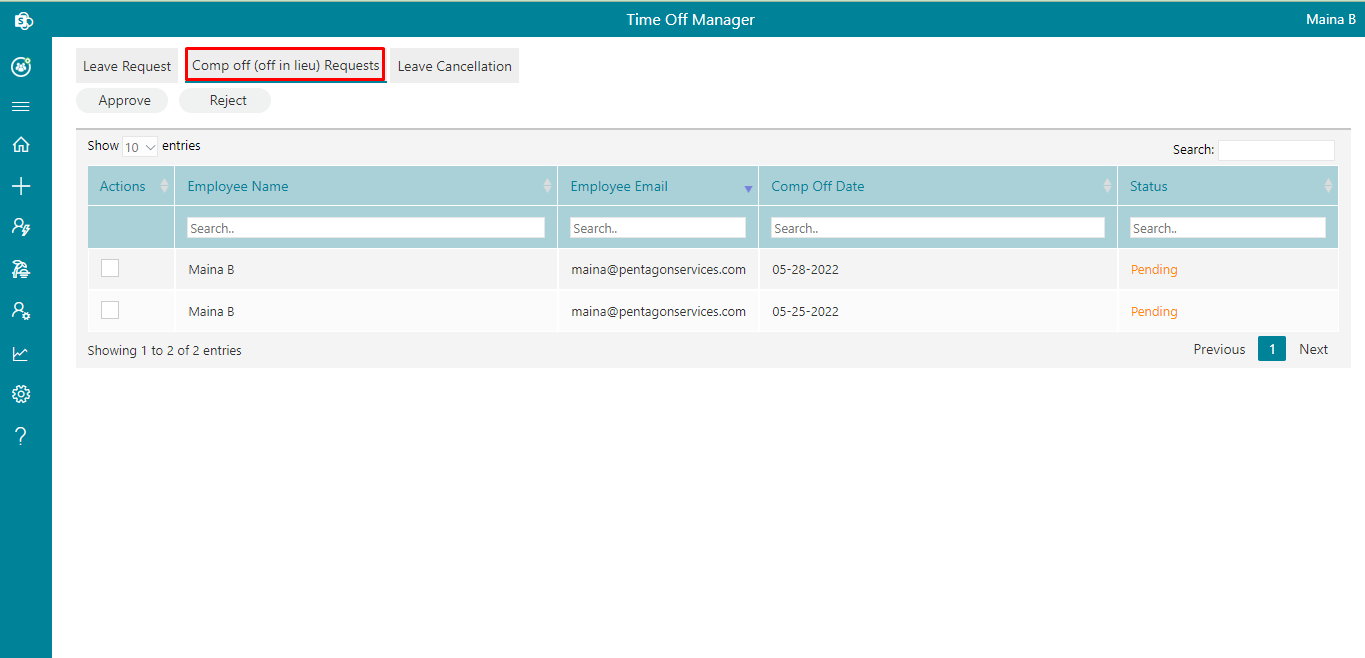 Time Off Manager
Maina B
Leave Request
Comp off (off in lieu) Requests
Leave Cancellation
Approve
Reject
Show 10 entries
Search:
Actions
Employee Name
Employee Email
Comp Off Date
Status
Search..
Search..
Search..
Search..
Maina B
maina@pentagonservices.com
05-28-2022
Pending
Maina B
maina@pentagonservices.com
05-25-2022
Pending
Showing 1 to 2 of 2 entries
Previous
1
Next